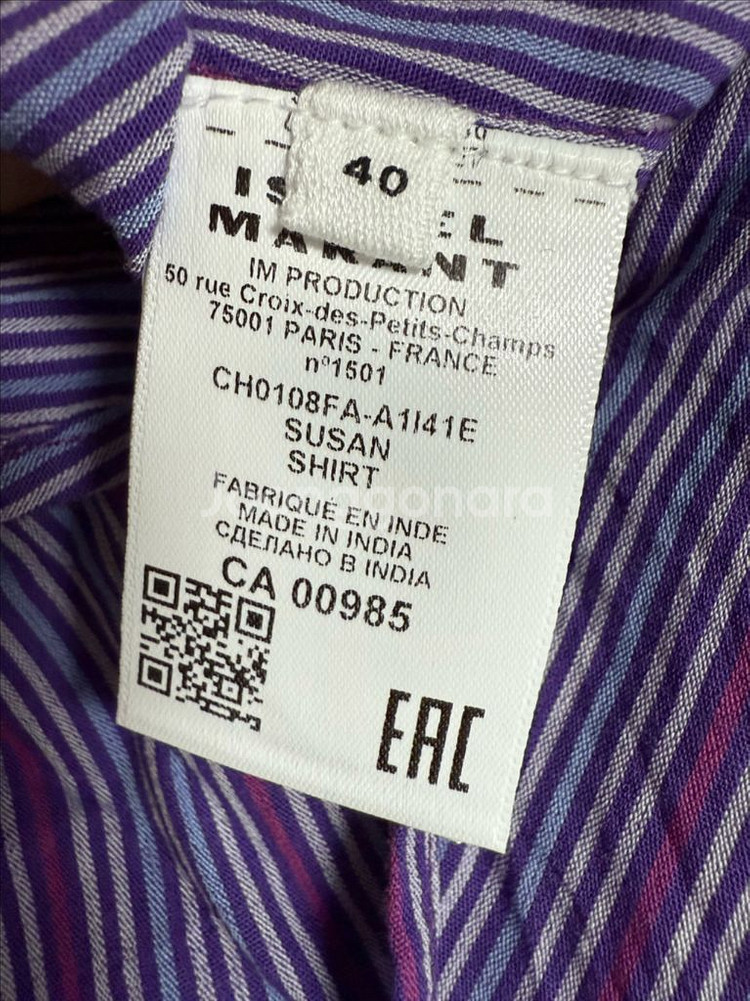 40
MARANT
IM PRODUCTION
50 rue Croix-des-Petits-Champs
75001 PARIS - FRANCE
n°1501
CH0108FA-A1I41E
SUSAN
SHIRT
FABRIQUÉ EN INDE
MADE IN INDIA
СДЕЛАНО В INDIA
CA 00985
EAC